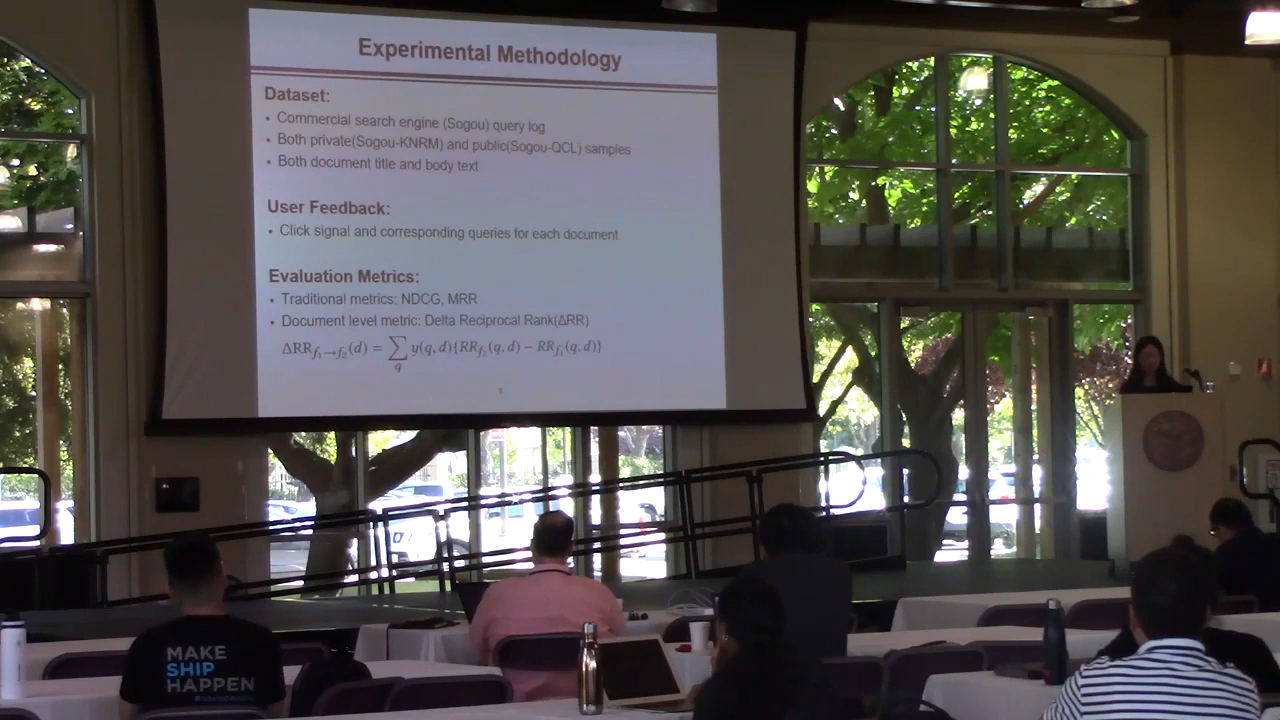 Experimental Methodology
Dataset:
• Commercial search engine (Sogou) query log
• Both private(Sogou-KNRM) and public(Sogou-QCL) samples
• Both document title and body text
User Feedback:
• Click signal and corresponding queries for each document
Evaluation Metrics:
• Traditional metrics: NDCG, MRR
• Document level metric: Delta Reciprocal Rank(ΔRR)
ΔRR_{f₁→f₂}(d) = ∑_q y(q,d){RR_{f₂}(q,d) − RR_{f₁}(q,d)}
MAKE
SHIP
HAPPEN